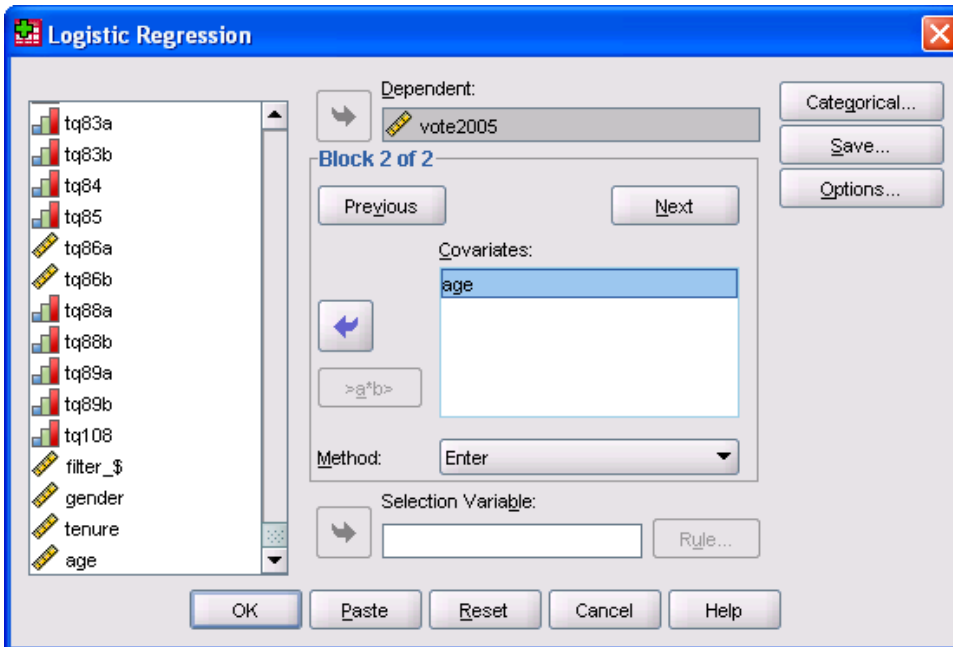 Logistic Regression
tq83a
tq83b
tq84
tq85
tq86a
tq86b
tq88a
tq88b
tq89a
tq89b
tq108
filter_$
gender
tenure
age
Dependent:
vote2005
Block 2 of 2
Previous
Next
Covariates:
age
>a*b>
Method:
Enter
Selection Variable:
Rule...
Categorical...
Save...
Options...
OK
Paste
Reset
Cancel
Help